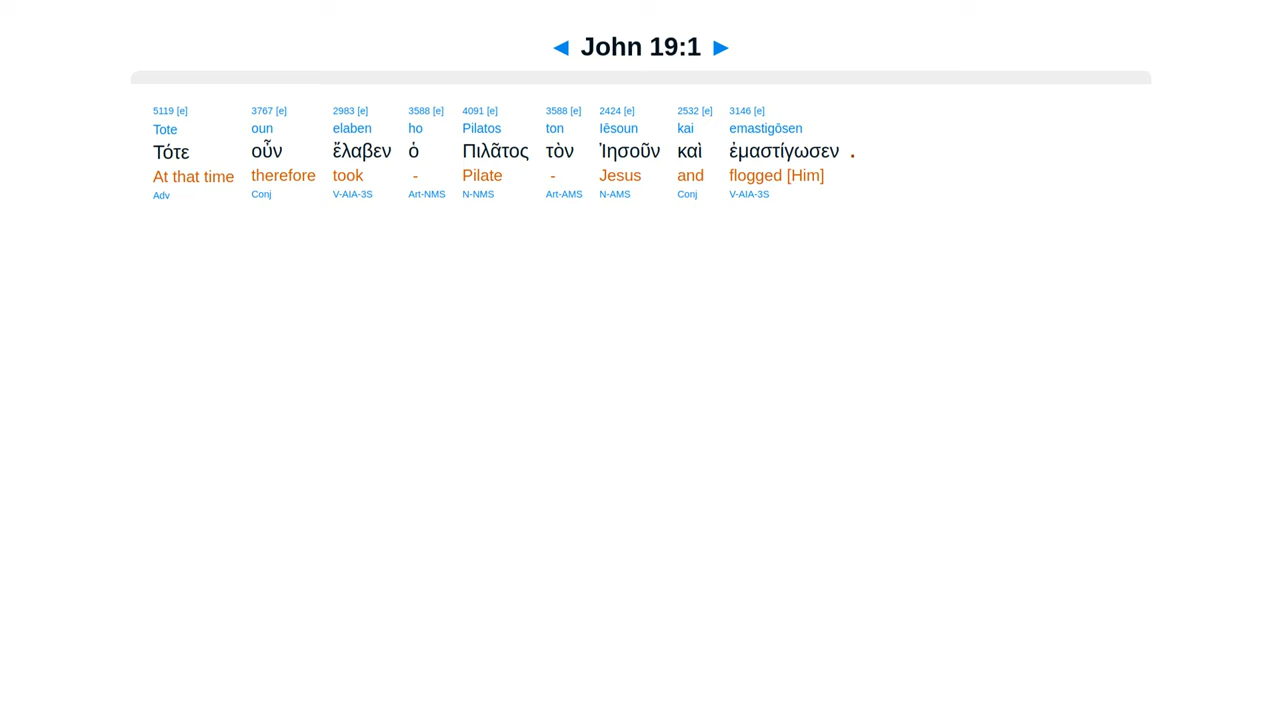 ◄ John 19:1 ►
5119 [e] 3767 [e] 2983 [e] 3588 [e] 4091 [e] 3588 [e] 2424 [e] 2532 [e] 3146 [e]
Tote oun elaben ho Pilatos ton Iēsoun kai emastigōsen
Τότε οὖν ἔλαβεν ὁ Πιλᾶτος τὸν Ἰησοῦν καὶ ἐμαστίγωσεν .
At that time therefore took - Pilate - Jesus and flogged [Him]
Adv Conj V-AIA-3S Art-NMS N-NMS Art-AMS N-AMS Conj V-AIA-3S